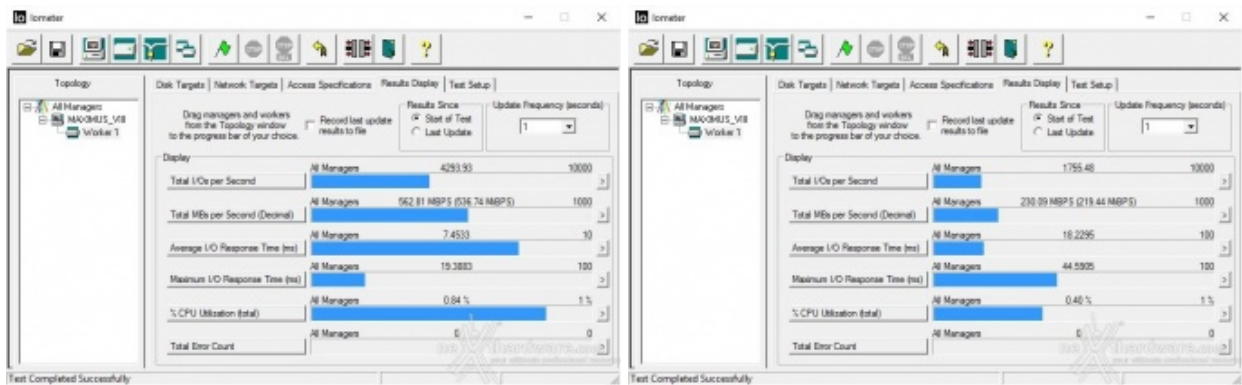 Iometer
Topology
All Managers
MAXIMUS_VIII
Worker 1
Disk Targets
Network Targets
Access Specifications
Results Display
Test Setup
Drag managers and workers
from the Topology window
to the progress bar of your choice.
Record last update
results to file
Results Since
Start of Test
Last Update
Update Frequency (seconds)
1
Display
All Managers 4293.93 10000
Total I/Os per Second
All Managers 562.81 MBPS (536.74 MiBPS) 1000
Total MBs per Second (Decimal)
All Managers 7.4533 10
Average I/O Response Time (ms)
All Managers 19.3883 100
Maximum I/O Response Time (ms)
All Managers 0.84 % 1 %
% CPU Utilization (total)
All Managers 0 0
Total Error Count
Test Completed Successfully
Iometer
Topology
All Managers
MAXIMUS_VIII
Worker 1
Disk Targets
Network Targets
Access Specifications
Results Display
Test Setup
Drag managers and workers
from the Topology window
to the progress bar of your choice.
Record last update
results to file
Results Since
Start of Test
Last Update
Update Frequency (seconds)
1
Display
All Managers 1755.48 10000
Total I/Os per Second
All Managers 230.09 MBPS (219.44 MiBPS) 1000
Total MBs per Second (Decimal)
All Managers 18.2295 100
Average I/O Response Time (ms)
All Managers 44.5905 100
Maximum I/O Response Time (ms)
All Managers 0.40 % 1 %
% CPU Utilization (total)
All Managers 0 0
Total Error Count
Test Completed Successfully